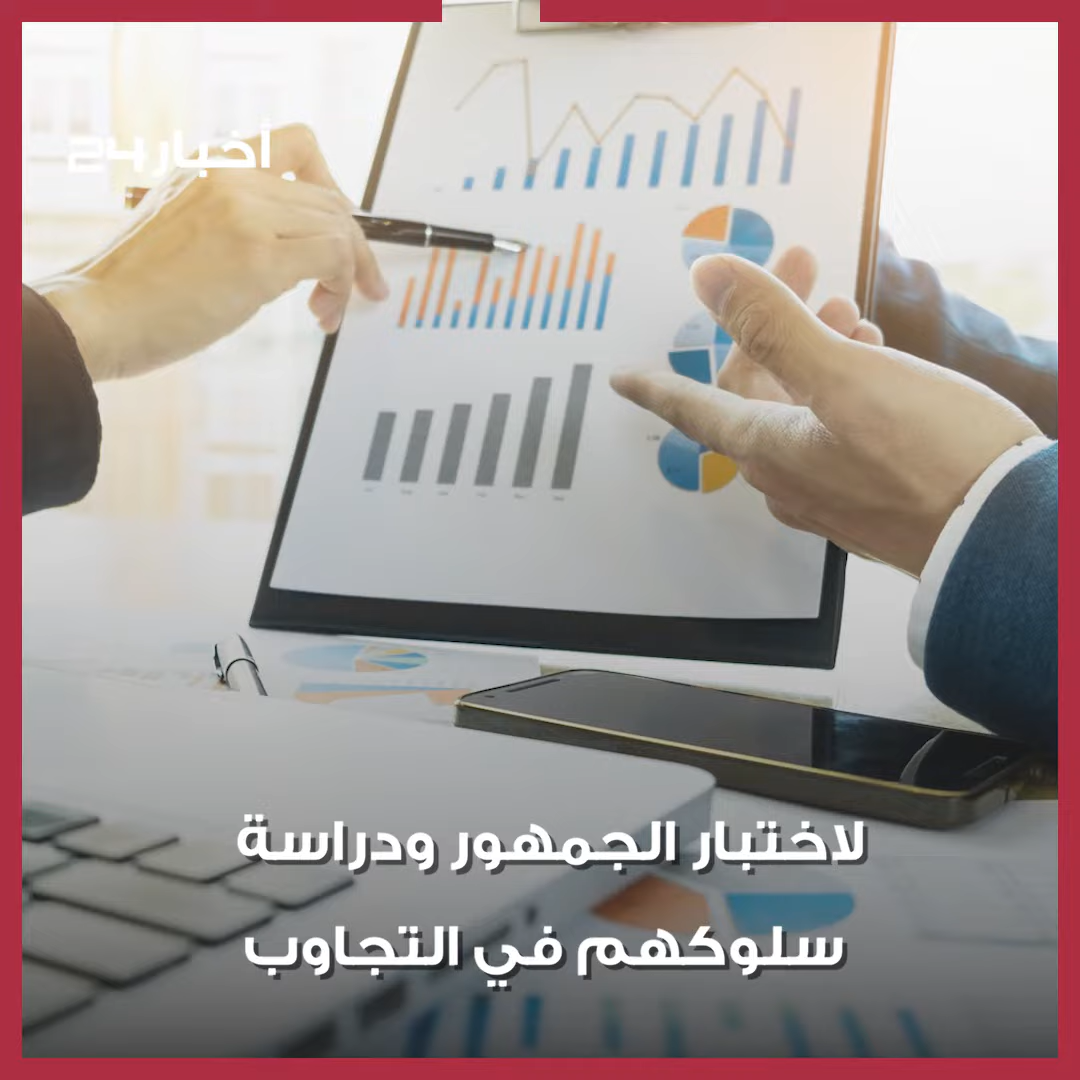 أخبار24
لاختبار الجمهور ودراسة
سلوكهم في التجاوب